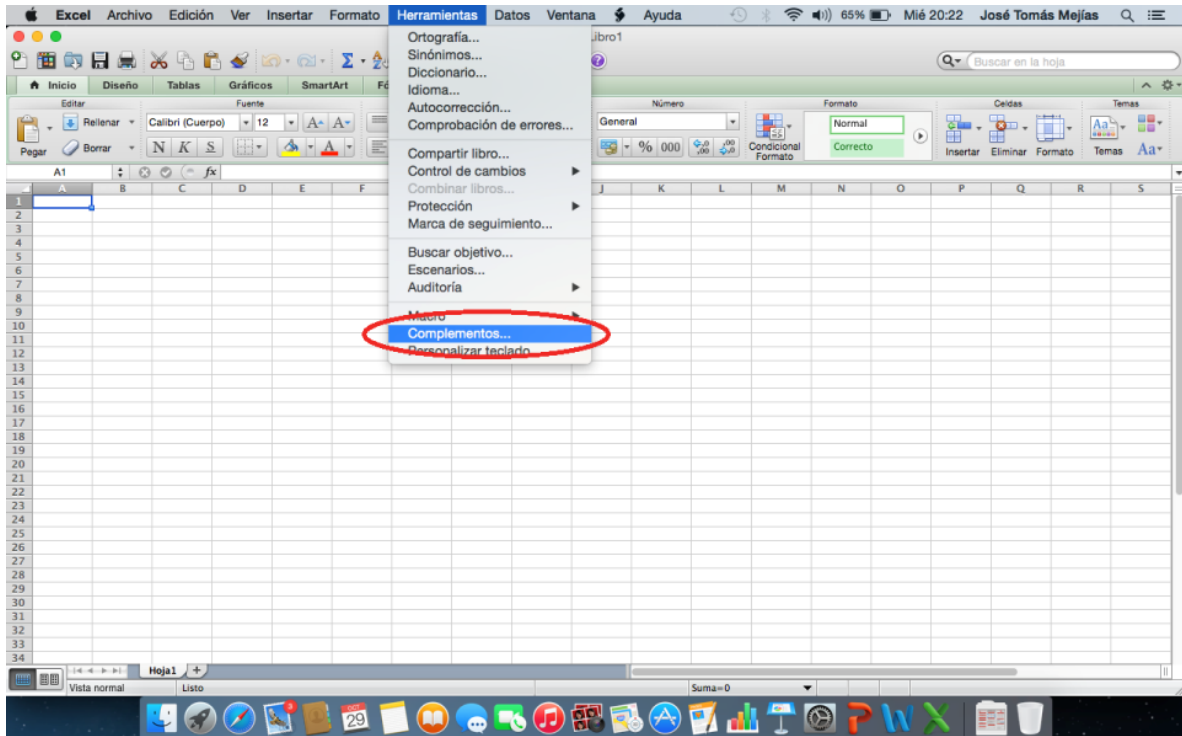 Excel Archivo Edición Ver Insertar Formato Herramientas Datos Ventana Ayuda 65% Mié 20:22 José Tomás Mejías
Libro1
Buscar en la hoja
Inicio Diseño Tablas Gráficos SmartArt
Editar Fuente Número Formato Celdas Temas
Pegar Rellenar Calibri (Cuerpo) 12 A A General Normal
Borrar N K S A % 000 Condicional Formato Correcto Insertar Eliminar Formato Temas Aa
A1 fx
A B C D E F J K L M N O P Q R S
Ortografía...
Sinónimos...
Diccionario...
Idioma...
Autocorrección...
Comprobación de errores...
Compartir libro...
Control de cambios
Combinar libros...
Protección
Marca de seguimiento...
Buscar objetivo...
Escenarios...
Auditoría
Macro
Complementos...
Personalizar teclado...
1
2
3
4
5
6
7
8
9
10
11
12
13
14
15
16
17
18
19
20
21
22
23
24
25
26
27
28
29
30
31
32
33
34
Hoja1 +
Vista normal Listo Suma=0
OCT
29